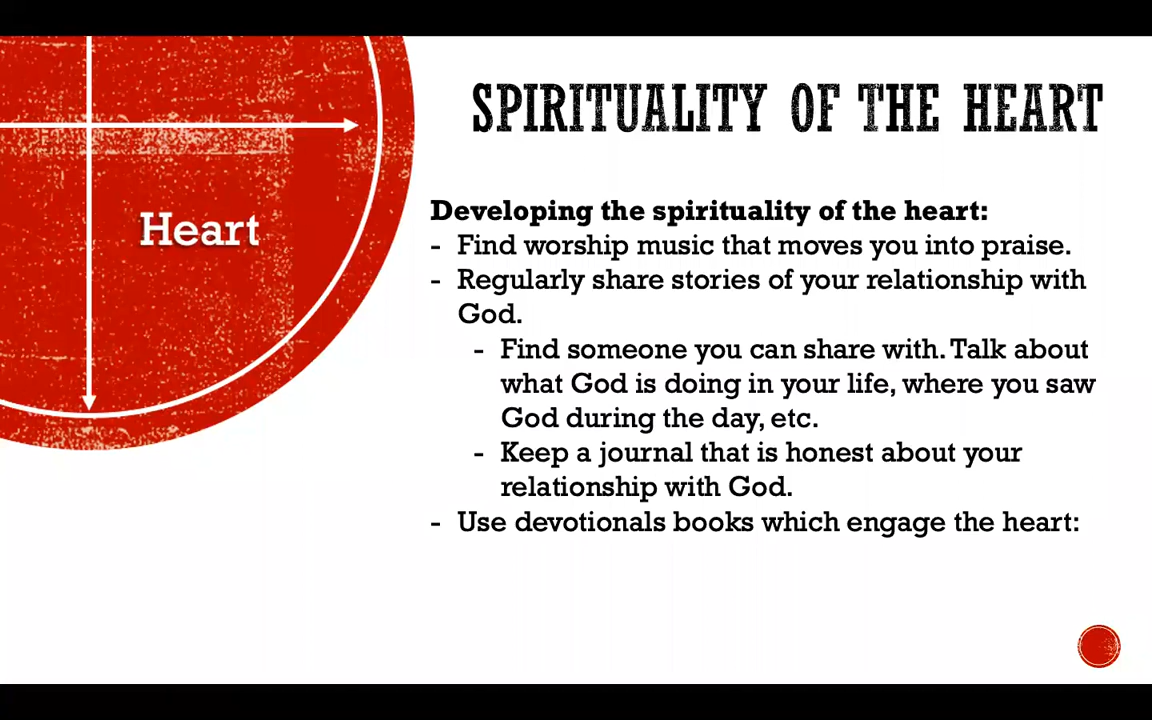 SPIRITUALITY OF THE HEART
Heart
Developing the spirituality of the heart:
- Find worship music that moves you into praise.
- Regularly share stories of your relationship with
God.
- Find someone you can share with. Talk about
what God is doing in your life, where you saw
God during the day, etc.
- Keep a journal that is honest about your
relationship with God.
- Use devotionals books which engage the heart: